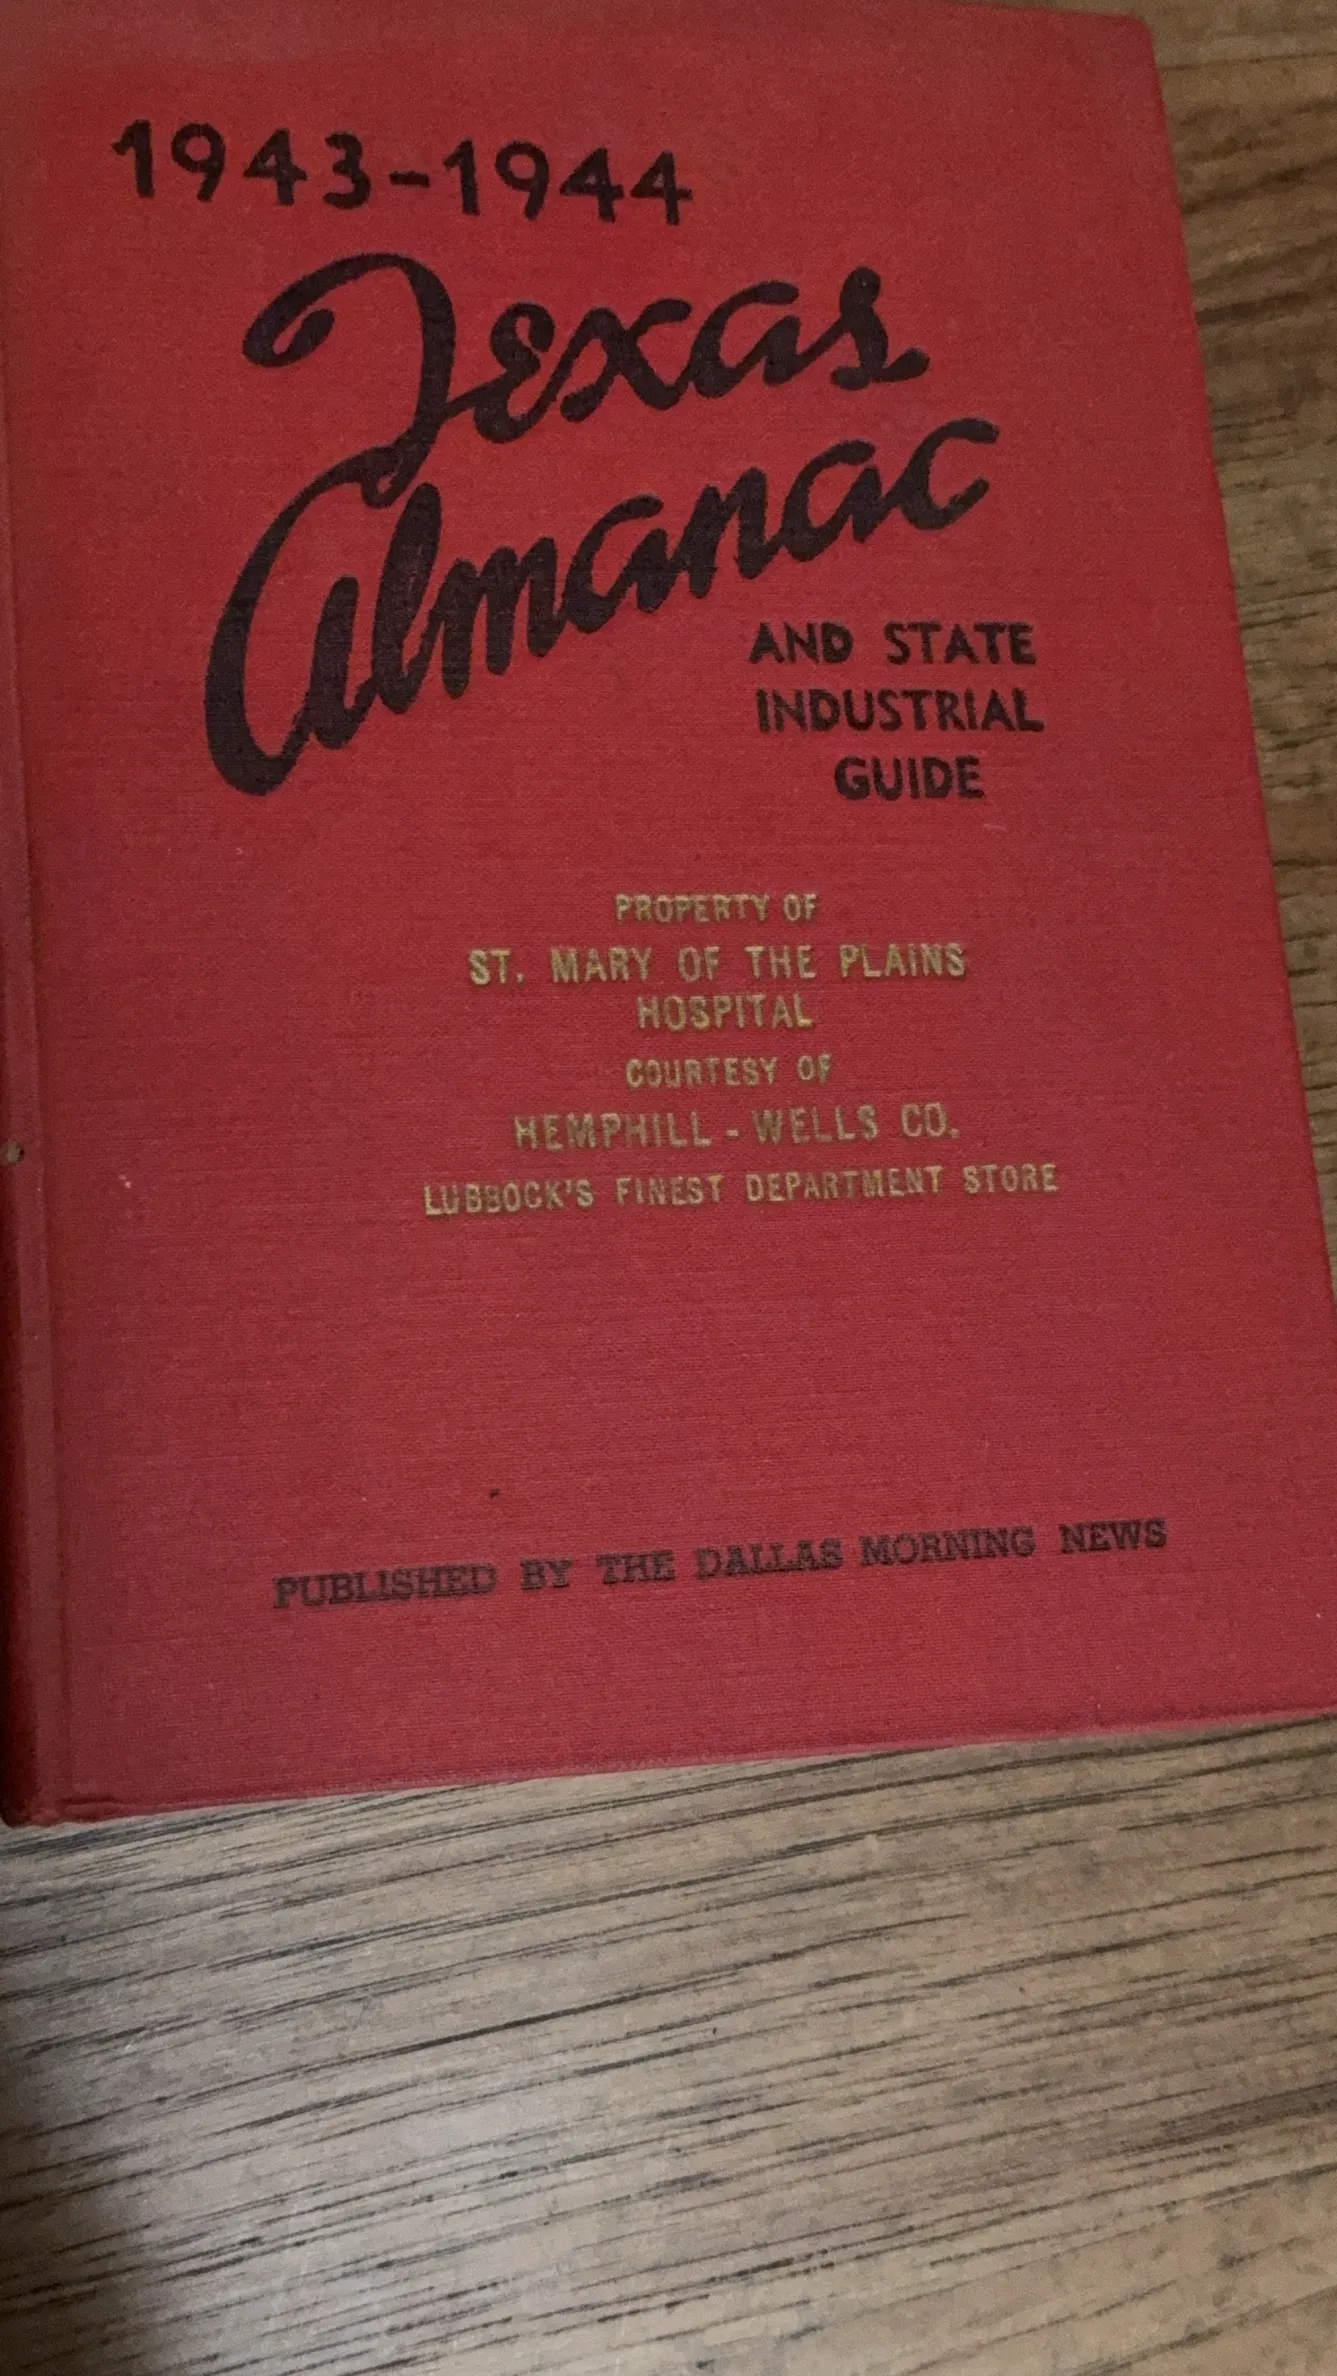 1943-1944
Texas
Almanac
AND STATE
INDUSTRIAL
GUIDE
PROPERTY OF
ST. MARY OF THE PLAINS
HOSPITAL
COURTESY OF
HEMPHILL - WELLS CO.
LUBBOCK'S FINEST DEPARTMENT STORE
PUBLISHED BY THE DALLAS MORNING NEWS